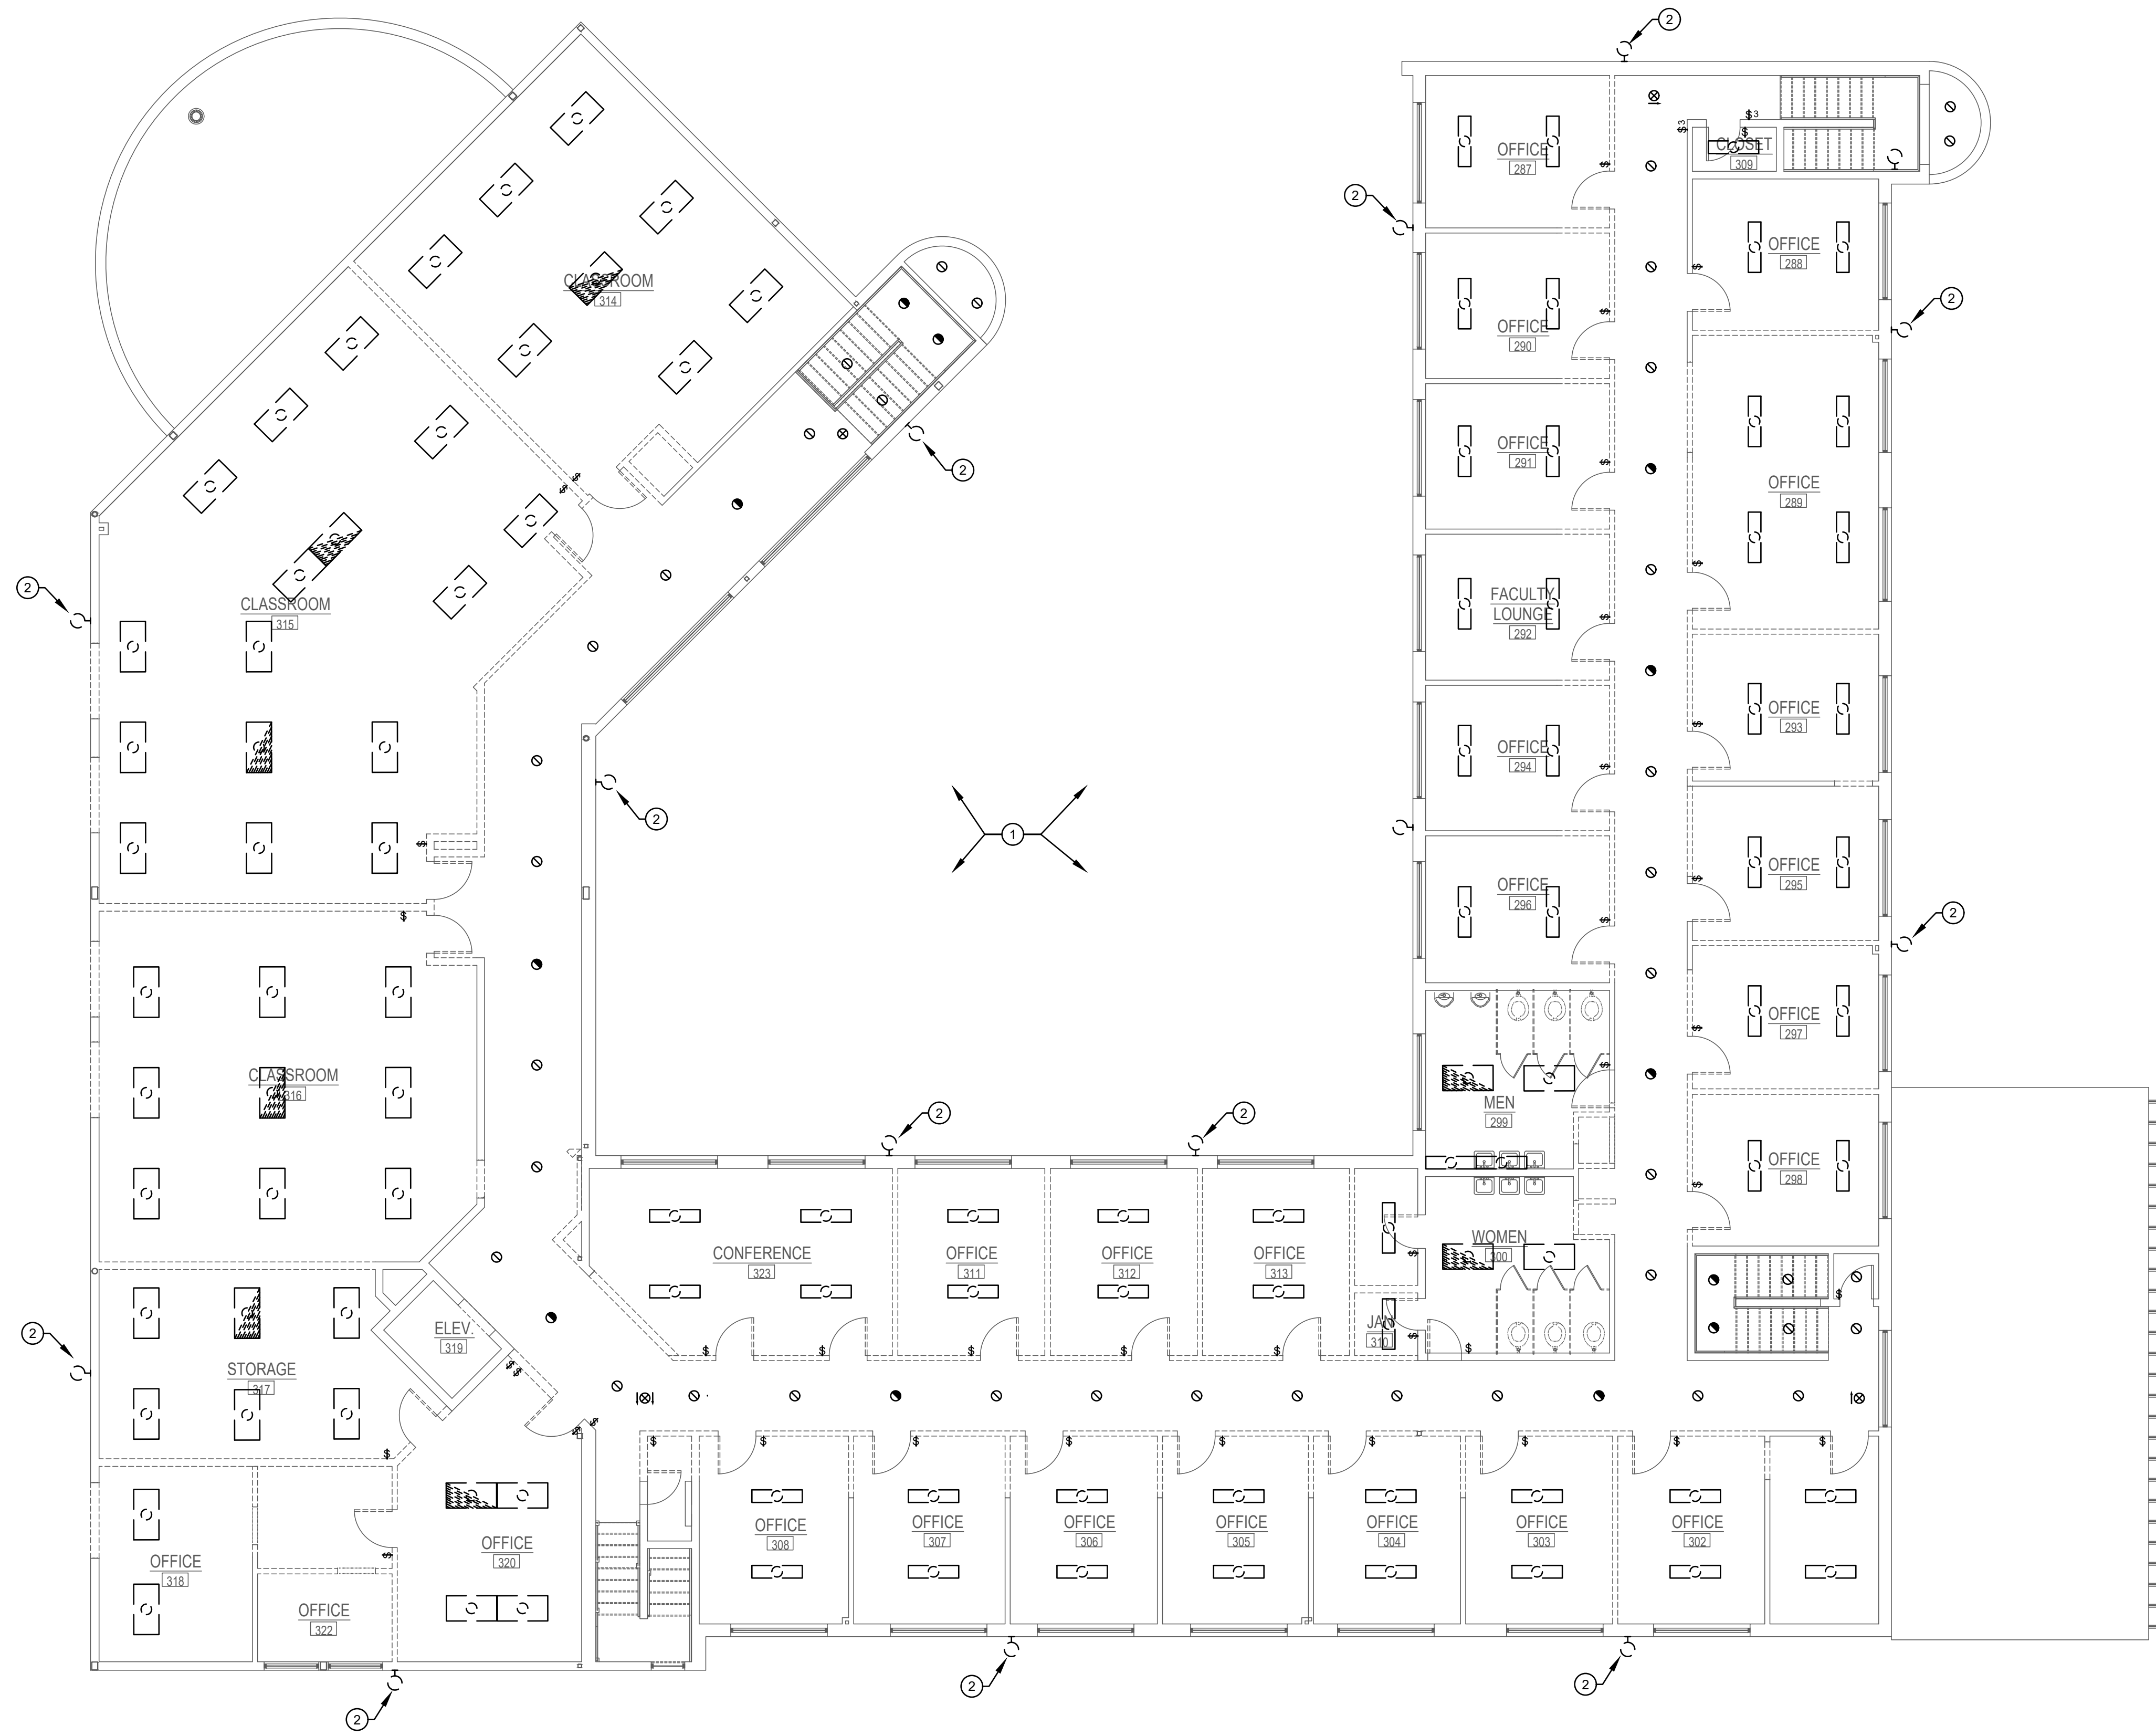 2
OFFICE
287
3
3
CLOSET
309
2
OFFICE
288
CLASSROOM
314
2
OFFICE
290
OFFICE
291
2
OFFICE
289
2
CLASSROOM
315
FACULTY
LOUNGE
292
OFFICE
293
OFFICE
294
2
1
OFFICE
295
OFFICE
296
2
OFFICE
297
CLASSROOM
316
MEN
299
2
2
OFFICE
298
WOMEN
300
CONFERENCE
323
OFFICE
311
OFFICE
312
OFFICE
313
2
ELEV.
319
JAN
310
STORAGE
317
OFFICE
308
OFFICE
307
OFFICE
306
OFFICE
305
OFFICE
304
OFFICE
303
OFFICE
302
OFFICE
320
OFFICE
318
OFFICE
322
2
2
2